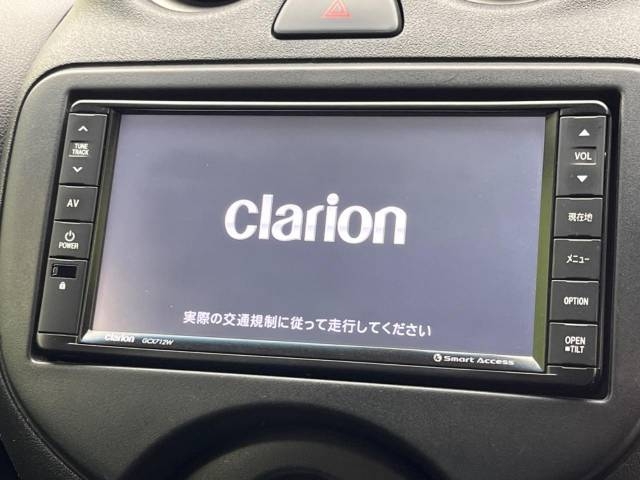 TUNE
TRACK
AV
POWER
clarion
実際の交通規制に従って走行してください
clarion GCX712W
Smart Access
VOL
現在地
メニュー
OPTION
OPEN
TILT